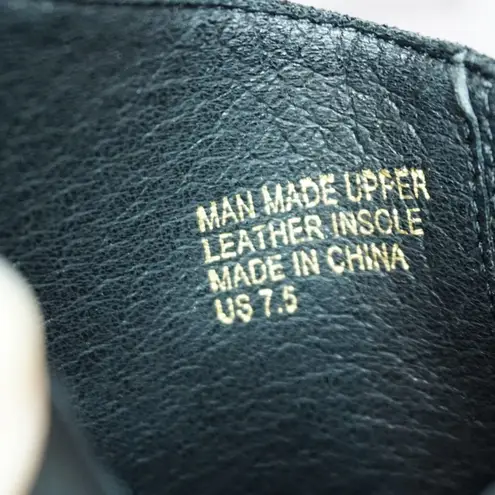 MAN MADE UPPER
LEATHER INSOLE
MADE IN CHINA
US 7.5